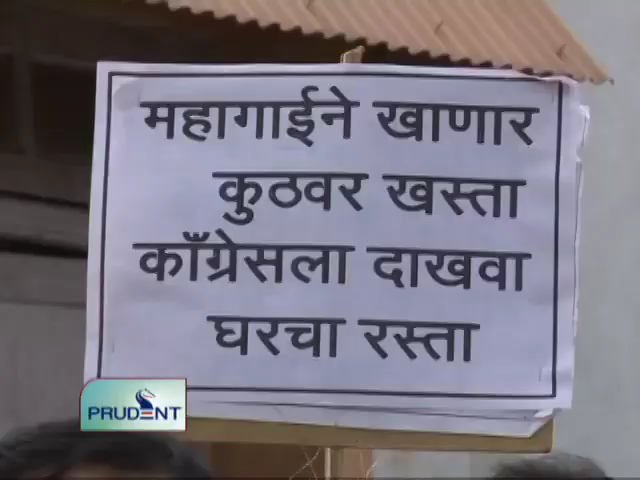 महागाईने खाणार
कुठवर खस्ता
काँग्रेसला दाखवा
घरचा रस्ता
PRUDENT